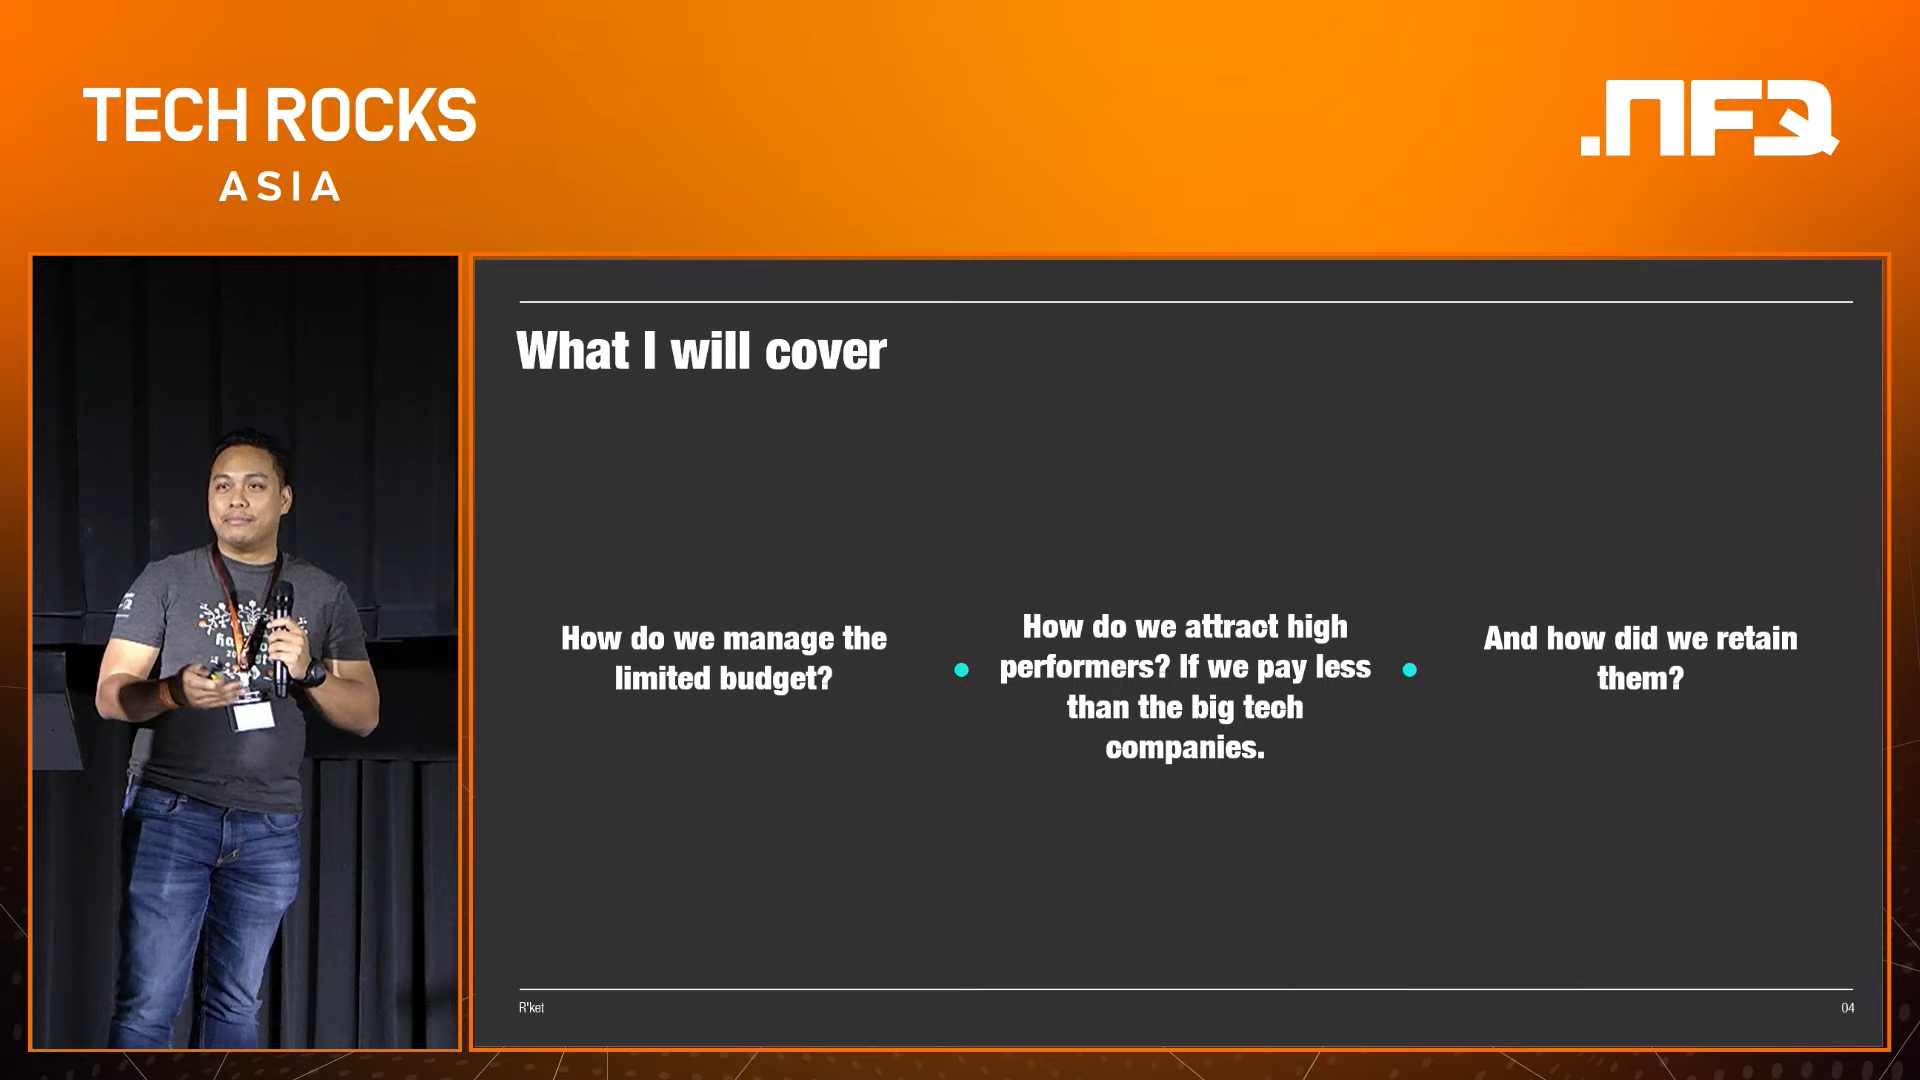 TECH ROCKS
ASIA
.NFQ
What I will cover
How do we manage the
limited budget?
How do we attract high
performers? If we pay less
than the big tech
companies.
And how did we retain
them?
R'ket
04